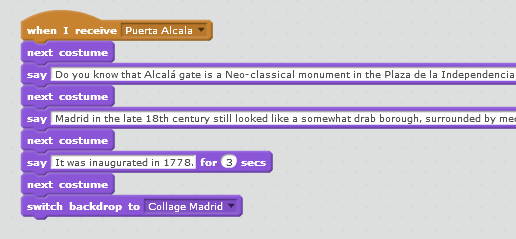 when I receive Puerta Alcala
next costume
say Do you know that Alcalá gate is a Neo-classical monument in the Plaza de la Independencia
next costume
say Madrid in the late 18th century still looked like a somewhat drab borough, surrounded by
next costume
say It was inaugurated in 1778. for 3 secs
next costume
switch backdrop to Collage Madrid